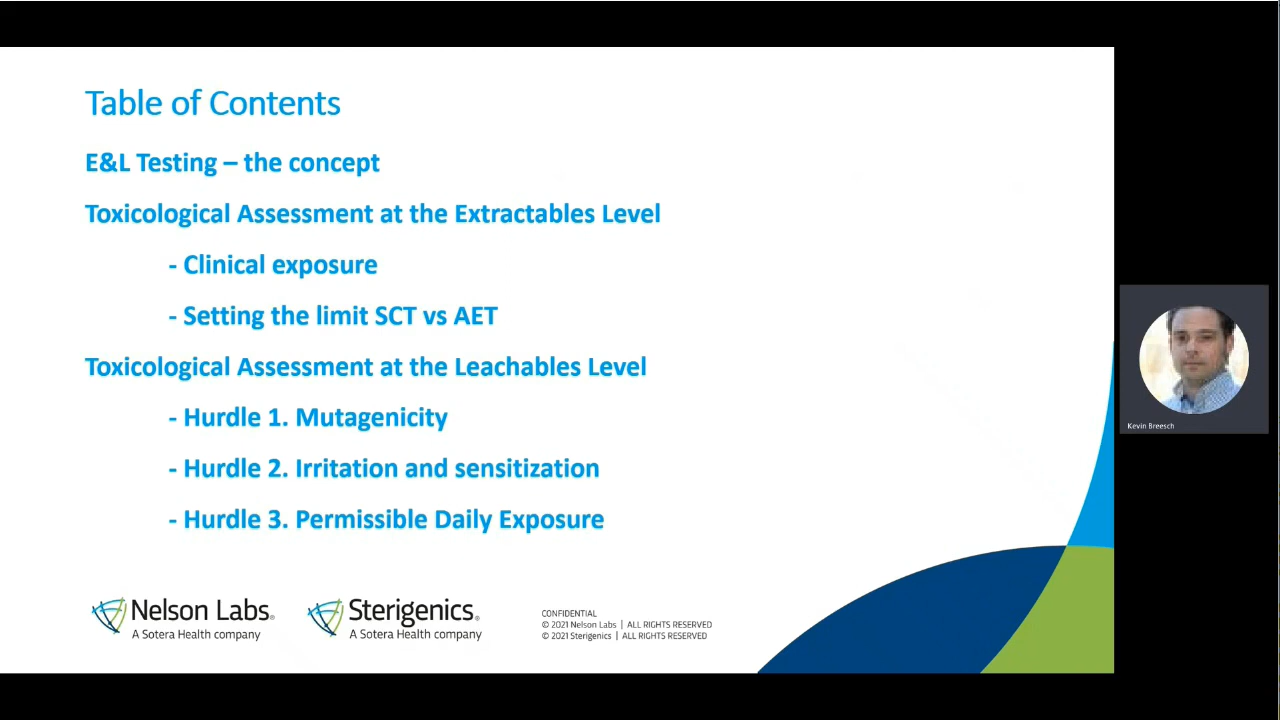 Table of Contents
E&L Testing – the concept
Toxicological Assessment at the Extractables Level
- Clinical exposure
- Setting the limit SCT vs AET
Toxicological Assessment at the Leachables Level
- Hurdle 1. Mutagenicity
- Hurdle 2. Irritation and sensitization
- Hurdle 3. Permissible Daily Exposure
Nelson Labs®
A Sotera Health company
Sterigenics®
A Sotera Health company
CONFIDENTIAL
© 2021 Nelson Labs | ALL RIGHTS RESERVED
© 2021 Sterigenics | ALL RIGHTS RESERVED
Kevin Breesch